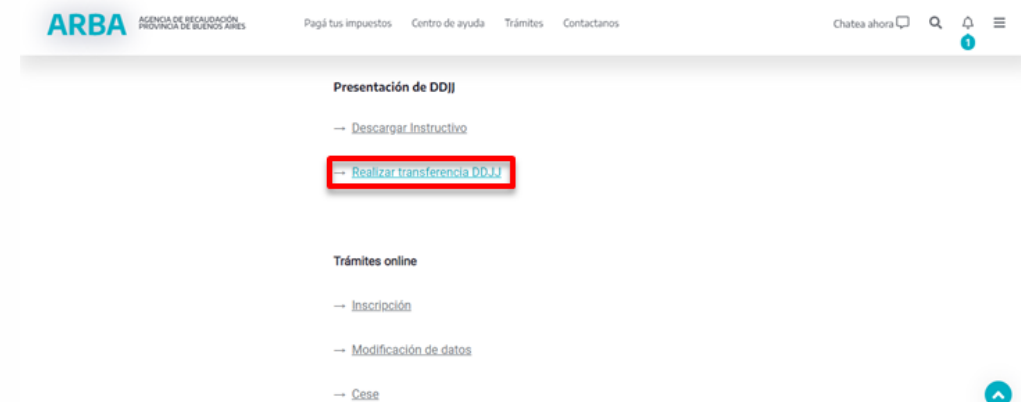 ARBA AGENCIA DE RECAUDACIÓN
PROVINCIA DE BUENOS AIRES
Pagá tus impuestos Centro de ayuda Trámites Contactanos Chatea ahora
1
Presentación de DDJJ
→ Descargar Instructivo
→ Realizar transferencia DDJJ
Trámites online
→ Inscripción
→ Modificación de datos
→ Cese